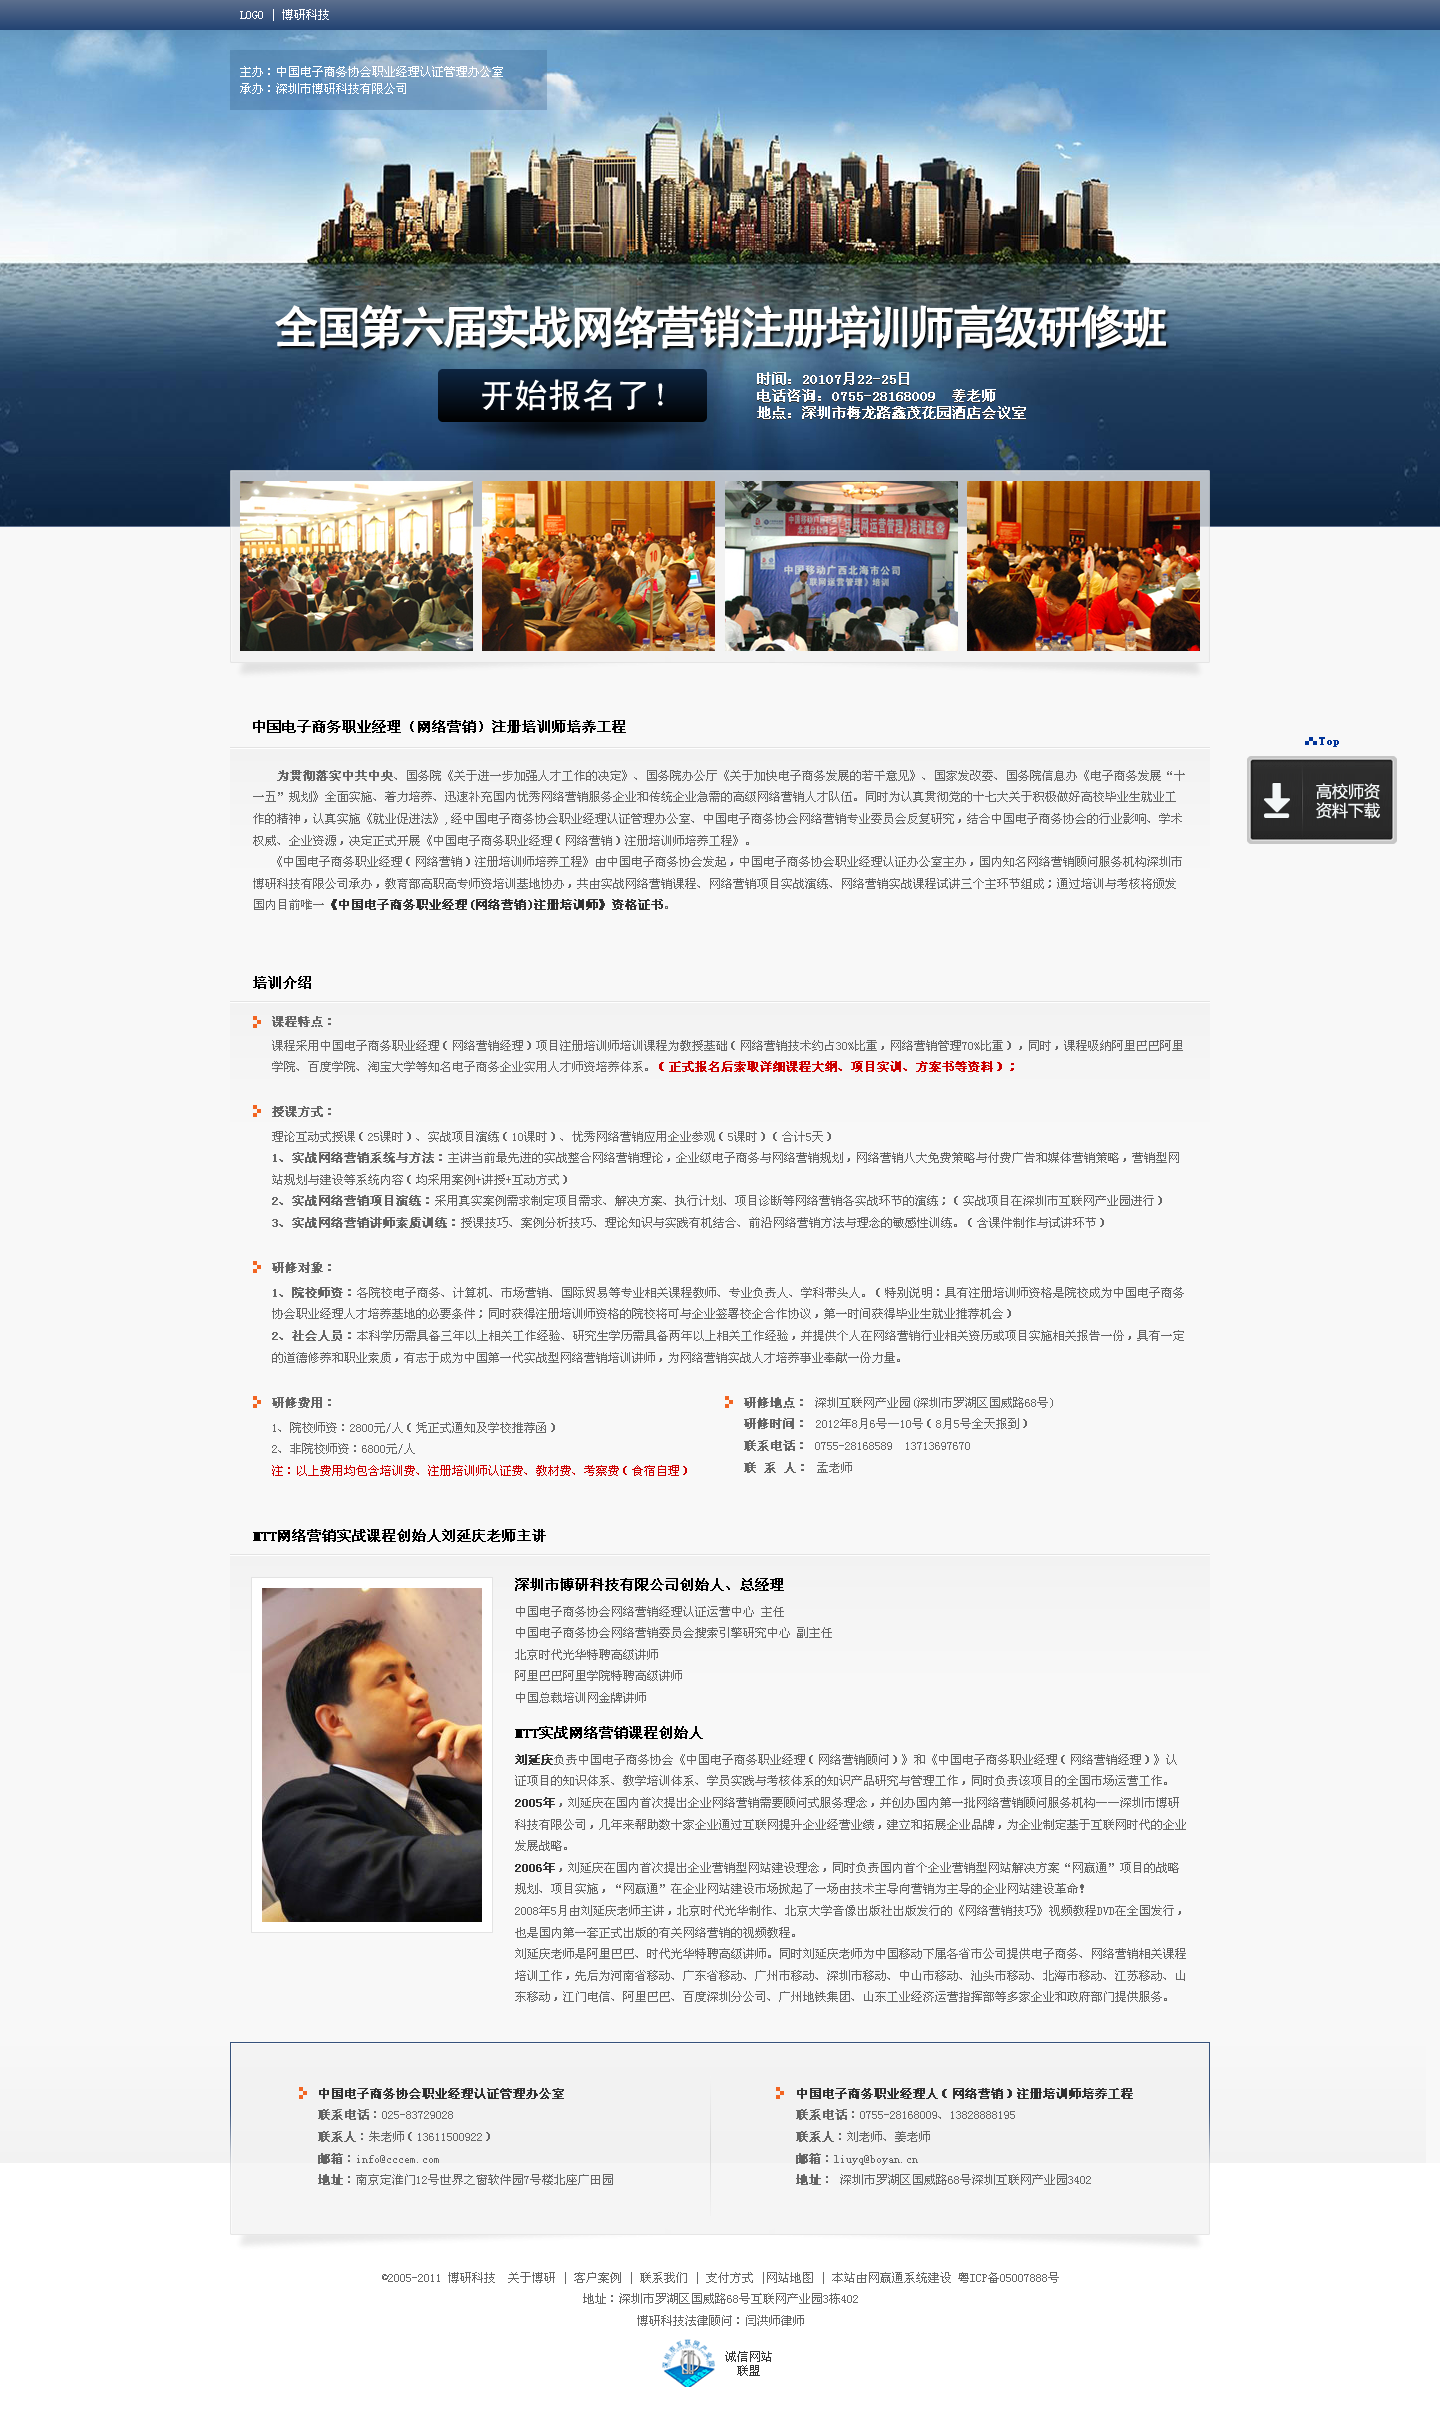 LOGO | 博研科技
主办：中国电子商务协会职业经理认证管理办公室
承办：深圳市博研科技有限公司
全国第六届实战网络营销注册培训师高级研修班
开始报名了！
时间：20107月22-25日
电话咨询：0755-28168009 姜老师
地点：深圳市梅龙路鑫茂花园酒店会议室
中国移动广西北海市公司
中国电子商务职业经理（网络营销）注册培训师培养工程
Top
高校师资
资料下载
为贯彻落实中共中央、国务院《关于进一步加强人才工作的决定》、国务院办公厅《关于加快电子商务发展的若干意见》、国家发改委、国务院信息办《电子商务发展“十
一五”规划》全面实施、着力培养、迅速补充国内优秀网络营销服务企业和传统企业急需的高级网络营销人才队伍。同时为认真贯彻党的十七大关于积极做好高校毕业生就业工
作的精神，认真实施《就业促进法》，经中国电子商务协会职业经理认证管理办公室、中国电子商务协会网络营销专业委员会反复研究，结合中国电子商务协会的行业影响、学术
权威、企业资源，决定正式开展《中国电子商务职业经理（网络营销）注册培训师培养工程》。
《中国电子商务职业经理（网络营销）注册培训师培养工程》由中国电子商务协会发起，中国电子商务协会职业经理认证办公室主办，国内知名网络营销顾问服务机构深圳市
博研科技有限公司承办，教育部高职高专师资培训基地协办，共由实战网络营销课程、网络营销项目实战演练、网络营销实战课程试讲三个主环节组成；通过培训与考核将颁发
国内目前唯一《中国电子商务职业经理(网络营销)注册培训师》资格证书。
培训介绍
课程特点：
课程采用中国电子商务职业经理（网络营销经理）项目注册培训师培训课程为教授基础（网络营销技术约占30%比重，网络营销管理70%比重），同时，课程吸纳阿里巴巴阿里
学院、百度学院、淘宝大学等知名电子商务企业实用人才师资培养体系。（正式报名后索取详细课程大纲、项目实训、方案书等资料）；
授课方式：
理论互动式授课（25课时）、实战项目演练（10课时）、优秀网络营销应用企业参观（5课时）（合计5天）
1、实战网络营销系统与方法：主讲当前最先进的实战整合网络营销理论，企业级电子商务与网络营销规划，网络营销八大免费策略与付费广告和媒体营销策略，营销型网
站规划与建设等系统内容（均采用案例+讲授+互动方式）
2、实战网络营销项目演练：采用真实案例需求制定项目需求、解决方案、执行计划、项目诊断等网络营销各实战环节的演练；（实战项目在深圳市互联网产业园进行）
3、实战网络营销讲师素质训练：授课技巧、案例分析技巧、理论知识与实践有机结合、前沿网络营销方法与理念的敏感性训练。（含课件制作与试讲环节）
研修对象：
1、院校师资：各院校电子商务、计算机、市场营销、国际贸易等专业相关课程教师、专业负责人、学科带头人。（特别说明：具有注册培训师资格是院校成为中国电子商务
协会职业经理人才培养基地的必要条件；同时获得注册培训师资格的院校将可与企业签署校企合作协议，第一时间获得毕业生就业推荐机会）
2、社会人员：本科学历需具备三年以上相关工作经验、研究生学历需具备两年以上相关工作经验，并提供个人在网络营销行业相关资历或项目实施相关报告一份，具有一定
的道德修养和职业素质，有志于成为中国第一代实战型网络营销培训讲师，为网络营销实战人才培养事业奉献一份力量。
研修费用：
1、院校师资：2800元/人（凭正式通知及学校推荐函）
2、非院校师资：6800元/人
注：以上费用均包含培训费、注册培训师认证费、教材费、考察费（食宿自理）
研修地点： 深圳互联网产业园(深圳市罗湖区国威路68号)
研修时间： 2012年8月6号—10号（8月5号全天报到）
联系电话： 0755-28168589 13713697670
联 系 人： 孟老师
MTT网络营销实战课程创始人刘延庆老师主讲
深圳市博研科技有限公司创始人、总经理
中国电子商务协会网络营销经理认证运营中心 主任
中国电子商务协会网络营销委员会搜索引擎研究中心 副主任
北京时代光华特聘高级讲师
阿里巴巴阿里学院特聘高级讲师
中国总裁培训网金牌讲师
MTT实战网络营销课程创始人
刘延庆负责中国电子商务协会《中国电子商务职业经理（网络营销顾问）》和《中国电子商务职业经理（网络营销经理）》认
证项目的知识体系、教学培训体系、学员实践与考核体系的知识产品研究与管理工作，同时负责该项目的全国市场运营工作。
2005年，刘延庆在国内首次提出企业网络营销需要顾问式服务理念，并创办国内第一批网络营销顾问服务机构——深圳市博研
科技有限公司，几年来帮助数十家企业通过互联网提升企业经营业绩，建立和拓展企业品牌，为企业制定基于互联网时代的企业
发展战略。
2006年，刘延庆在国内首次提出企业营销型网站建设理念，同时负责国内首个企业营销型网站解决方案“网赢通”项目的战略
规划、项目实施，“网赢通”在企业网站建设市场掀起了一场由技术主导向营销为主导的企业网站建设革命！
2008年5月由刘延庆老师主讲，北京时代光华制作、北京大学音像出版社出版发行的《网络营销技巧》视频教程DVD在全国发行，
也是国内第一套正式出版的有关网络营销的视频教程。
刘延庆老师是阿里巴巴、时代光华特聘高级讲师。同时刘延庆老师为中国移动下属各省市公司提供电子商务、网络营销相关课程
培训工作，先后为河南省移动、广东省移动、广州市移动、深圳市移动、中山市移动、汕头市移动、北海市移动、江苏移动、山
东移动，江门电信、阿里巴巴、百度深圳分公司、广州地铁集团、山东工业经济运营指挥部等多家企业和政府部门提供服务。
中国电子商务协会职业经理认证管理办公室
联系电话：025-83729028
联系人：朱老师（13611500922）
邮箱：info@cccem.com
地址：南京定淮门12号世界之窗软件园7号楼北座广田园
中国电子商务职业经理人（网络营销）注册培训师培养工程
联系电话：0755-28168009、13828888195
联系人：刘老师、姜老师
邮箱：liuyq@boyan.cn
地址： 深圳市罗湖区国威路68号深圳互联网产业园3402
©2005-2011 博研科技 关于博研 | 客户案例 | 联系我们 | 支付方式 |网站地图 | 本站由网赢通系统建设 粤ICP备05007888号
地址：深圳市罗湖区国威路68号互联网产业园3栋402
博研科技法律顾问：闫洪师律师
诚信网站
联盟